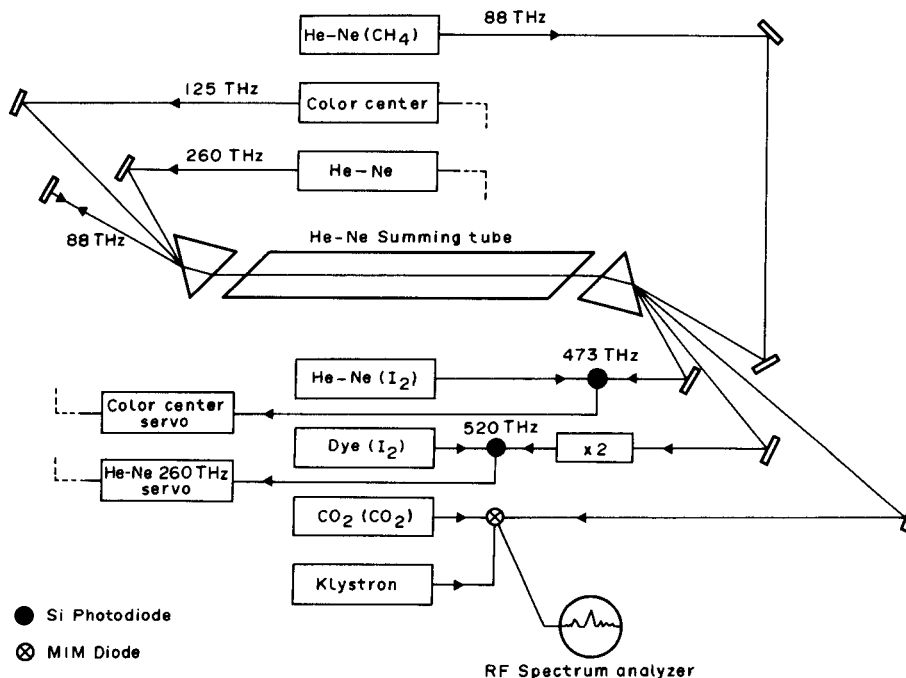 He-Ne (CH4)
88 THz
125 THz
Color center
260 THz
He-Ne
88 THz
He-Ne Summing tube
473 THz
He-Ne (I2)
Color center
servo
520 THz
Dye (I2)
x 2
He-Ne 260 THz
servo
CO2 (CO2)
Klystron
Si Photodiode
MIM Diode
RF Spectrum analyzer